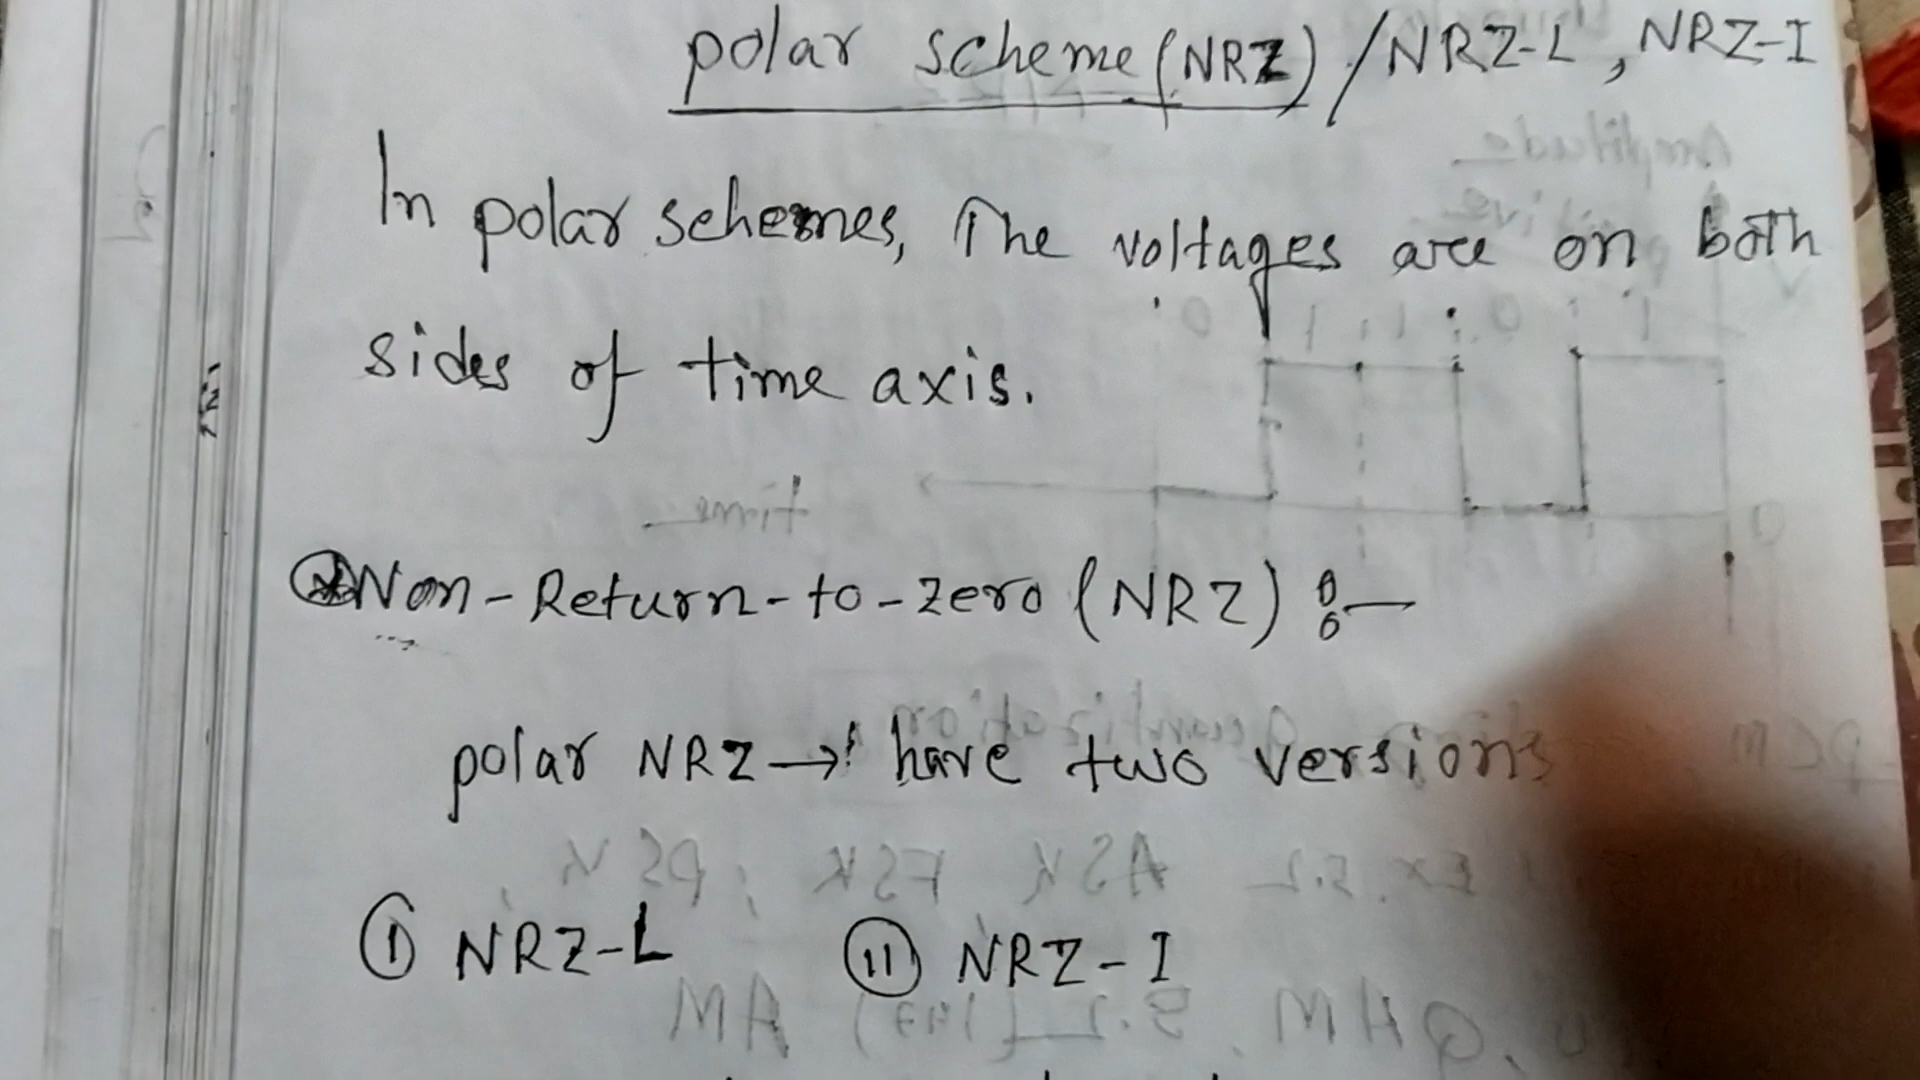 polar scheme (NRZ) / NRZ-L, NRZ-I
In polar schemes, The voltages are on both
sides of time axis.
Non-Return-to-zero (NRZ) :-
polar NRZ → have two versions
(I) NRZ-L (II) NRZ-I